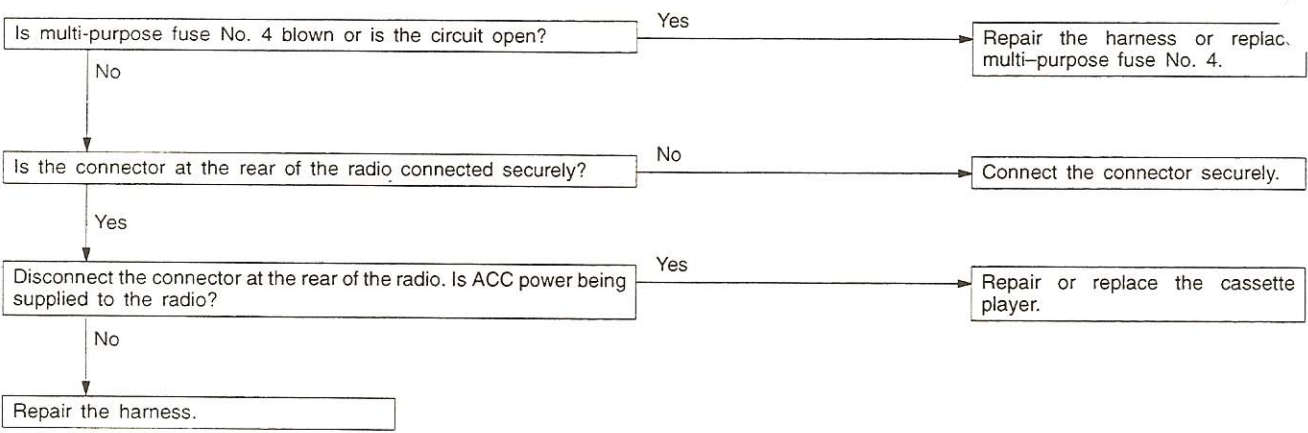 Is multi-purpose fuse No. 4 blown or is the circuit open?
Yes
Repair the harness or
multi–purpose fuse No. 4.
No
Is the connector at the rear of the radio connected securely?
No
Connect the connector securely.
Yes
Disconnect the connector at the rear of the radio. Is ACC power being
supplied to the radio?
Yes
Repair or replace the cassette
player.
No
Repair the harness.